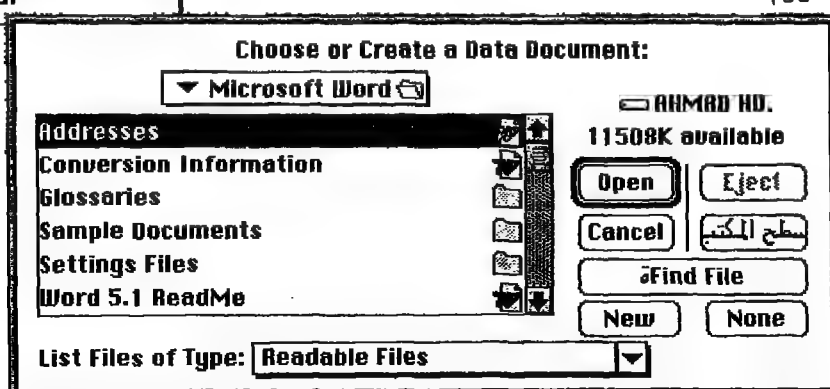 Choose or Create a Data Document:
Microsoft Word
AHMAD HD.
Addresses
11508K available
Conversion Information
Glossaries
Sample Documents
Settings Files
Word 5.1 ReadMe
Open
Eject
Cancel
سطح المكتب
Find File
New
None
List Files of Type: Readable Files